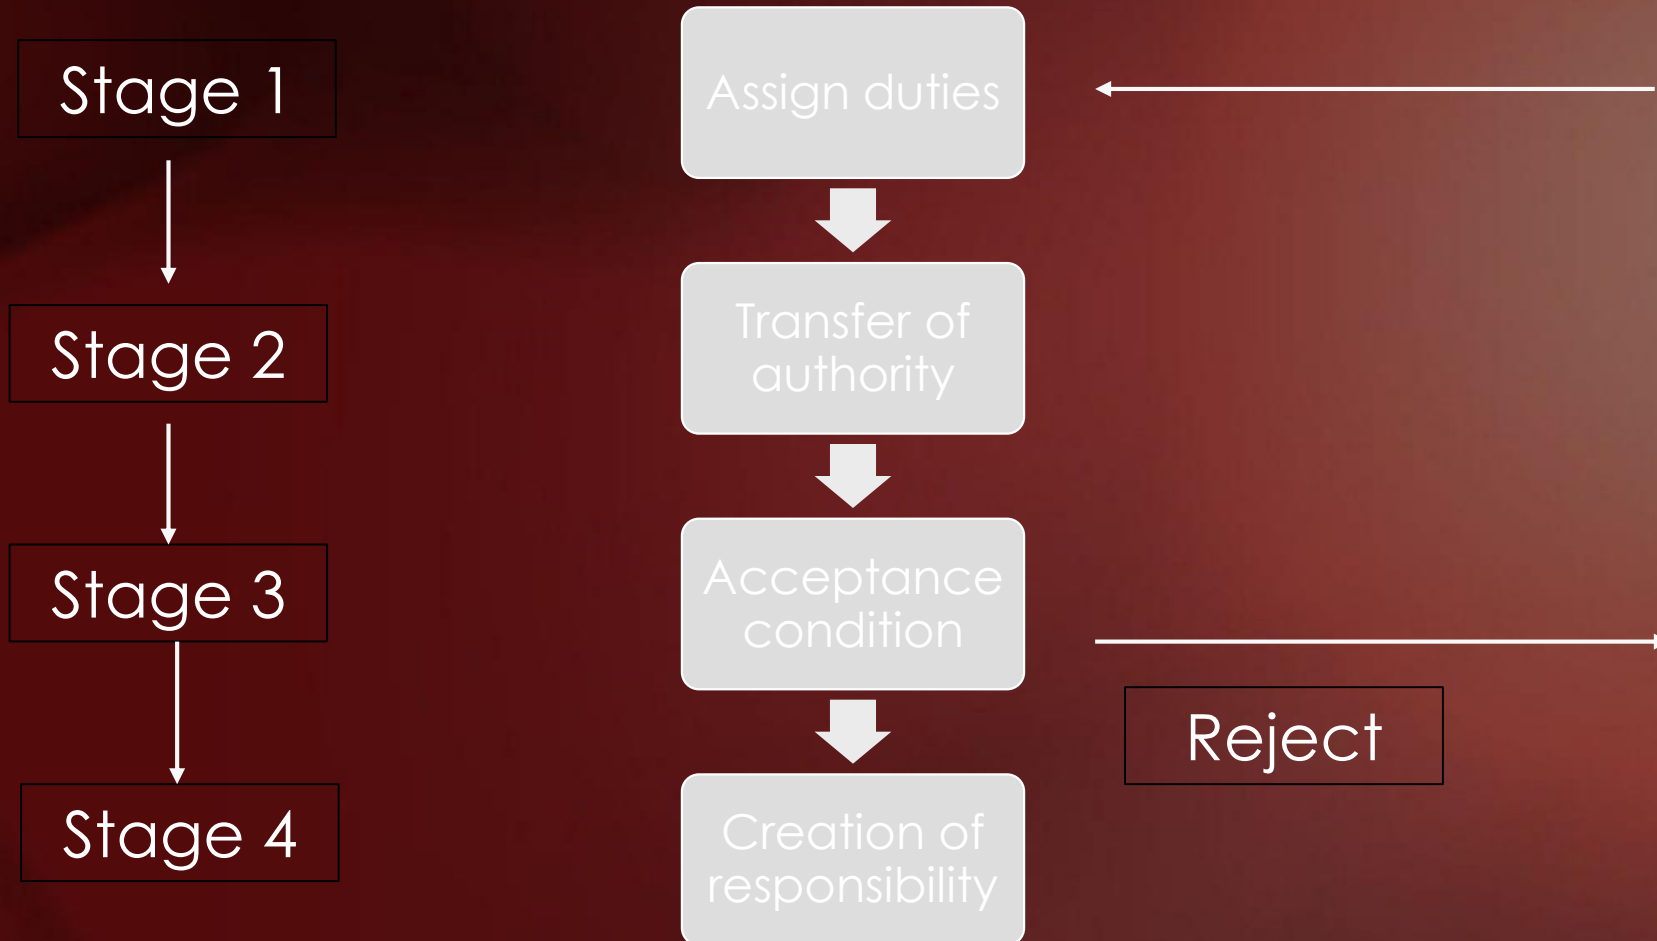 Stage 1
Assign duties
Stage 2
Transfer of
authority
Stage 3
Acceptance
condition
Reject
Stage 4
Creation of
responsibility